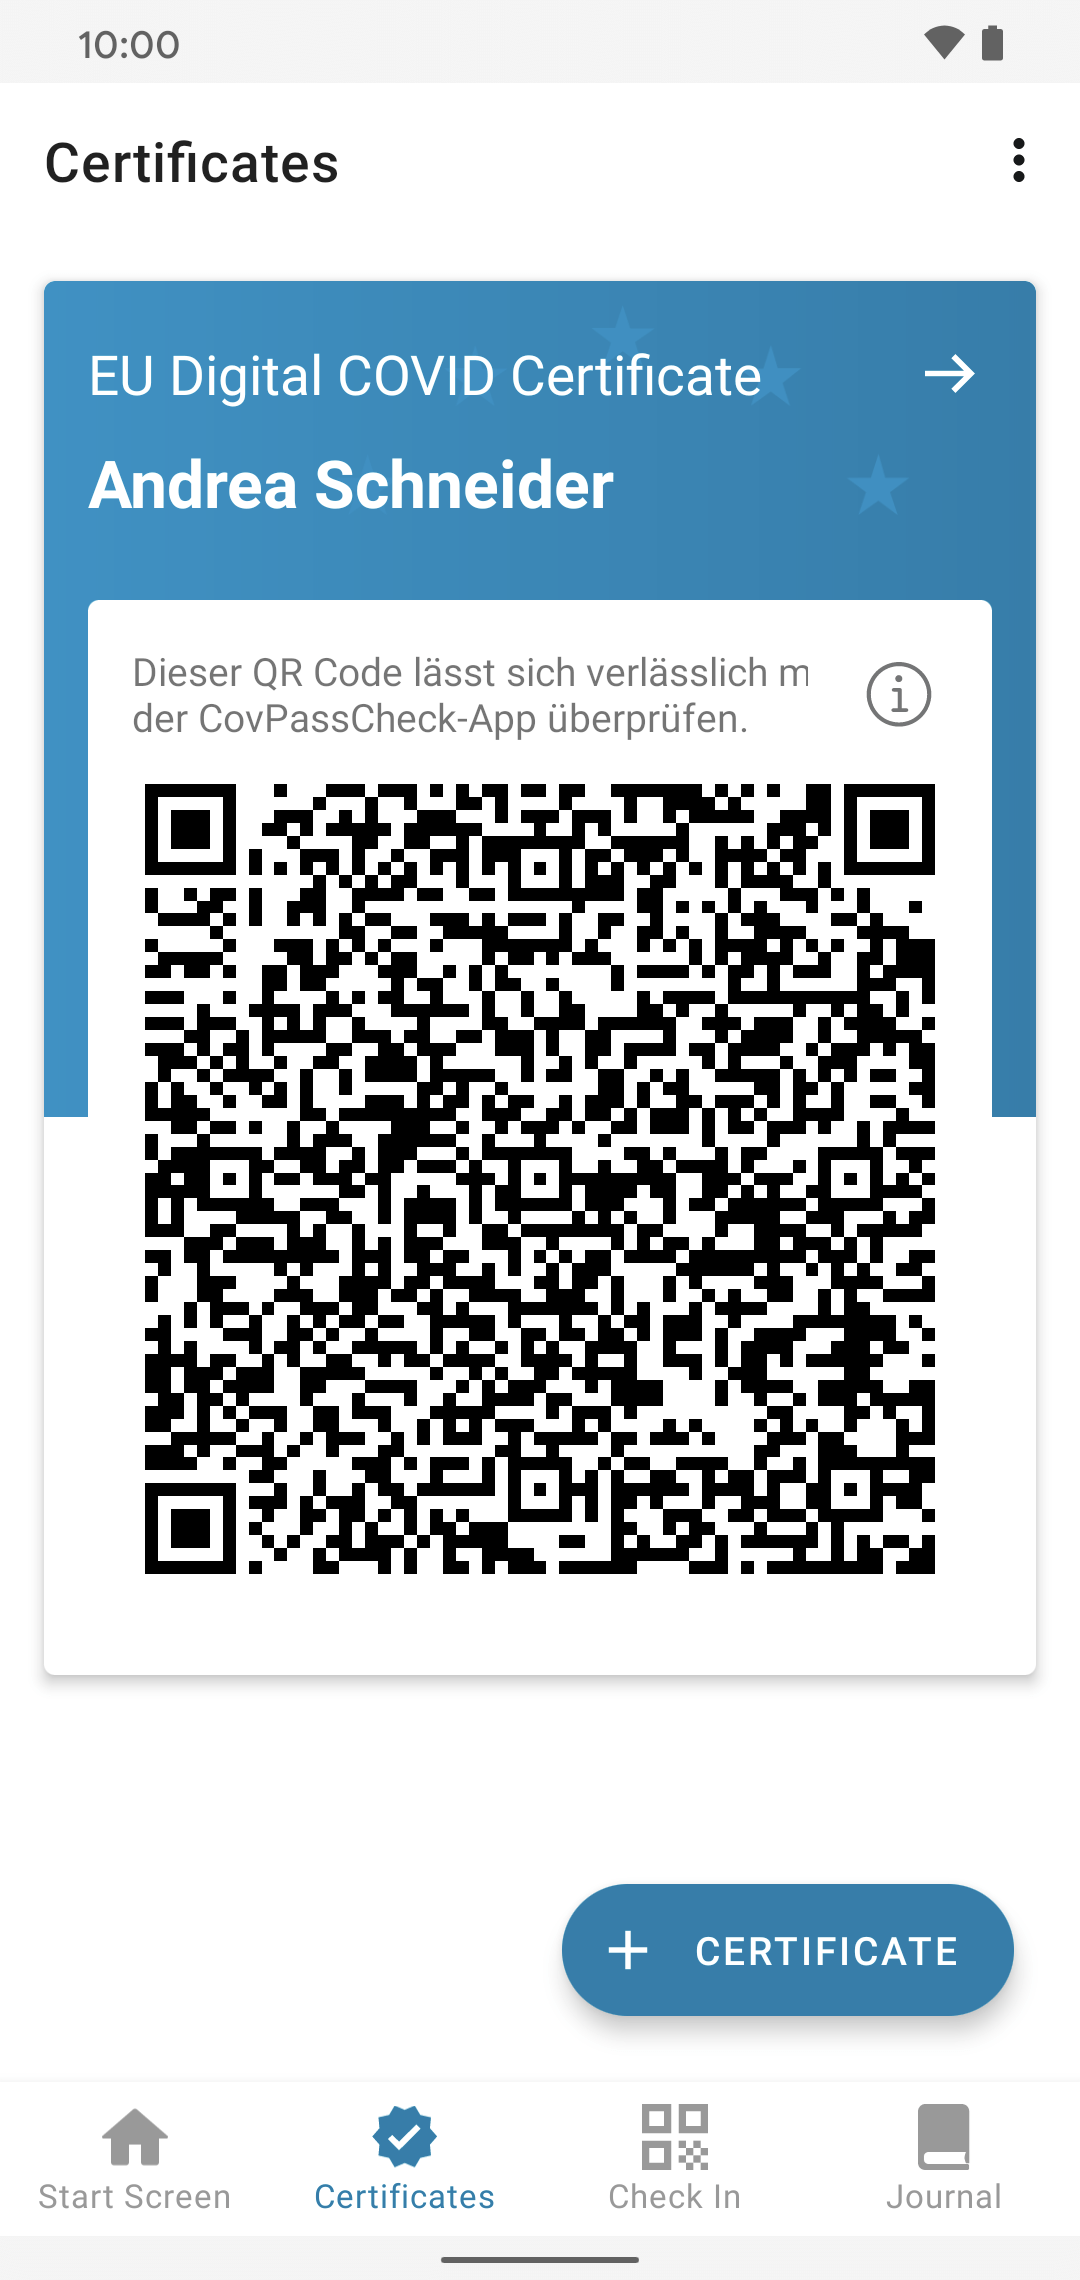 10:00
Certificates
EU Digital COVID Certificate
Andrea Schneider
Dieser QR Code lässt sich verlässlich m
der CovPassCheck-App überprüfen.
CERTIFICATE
Start Screen
Certificates
Check In
Journal